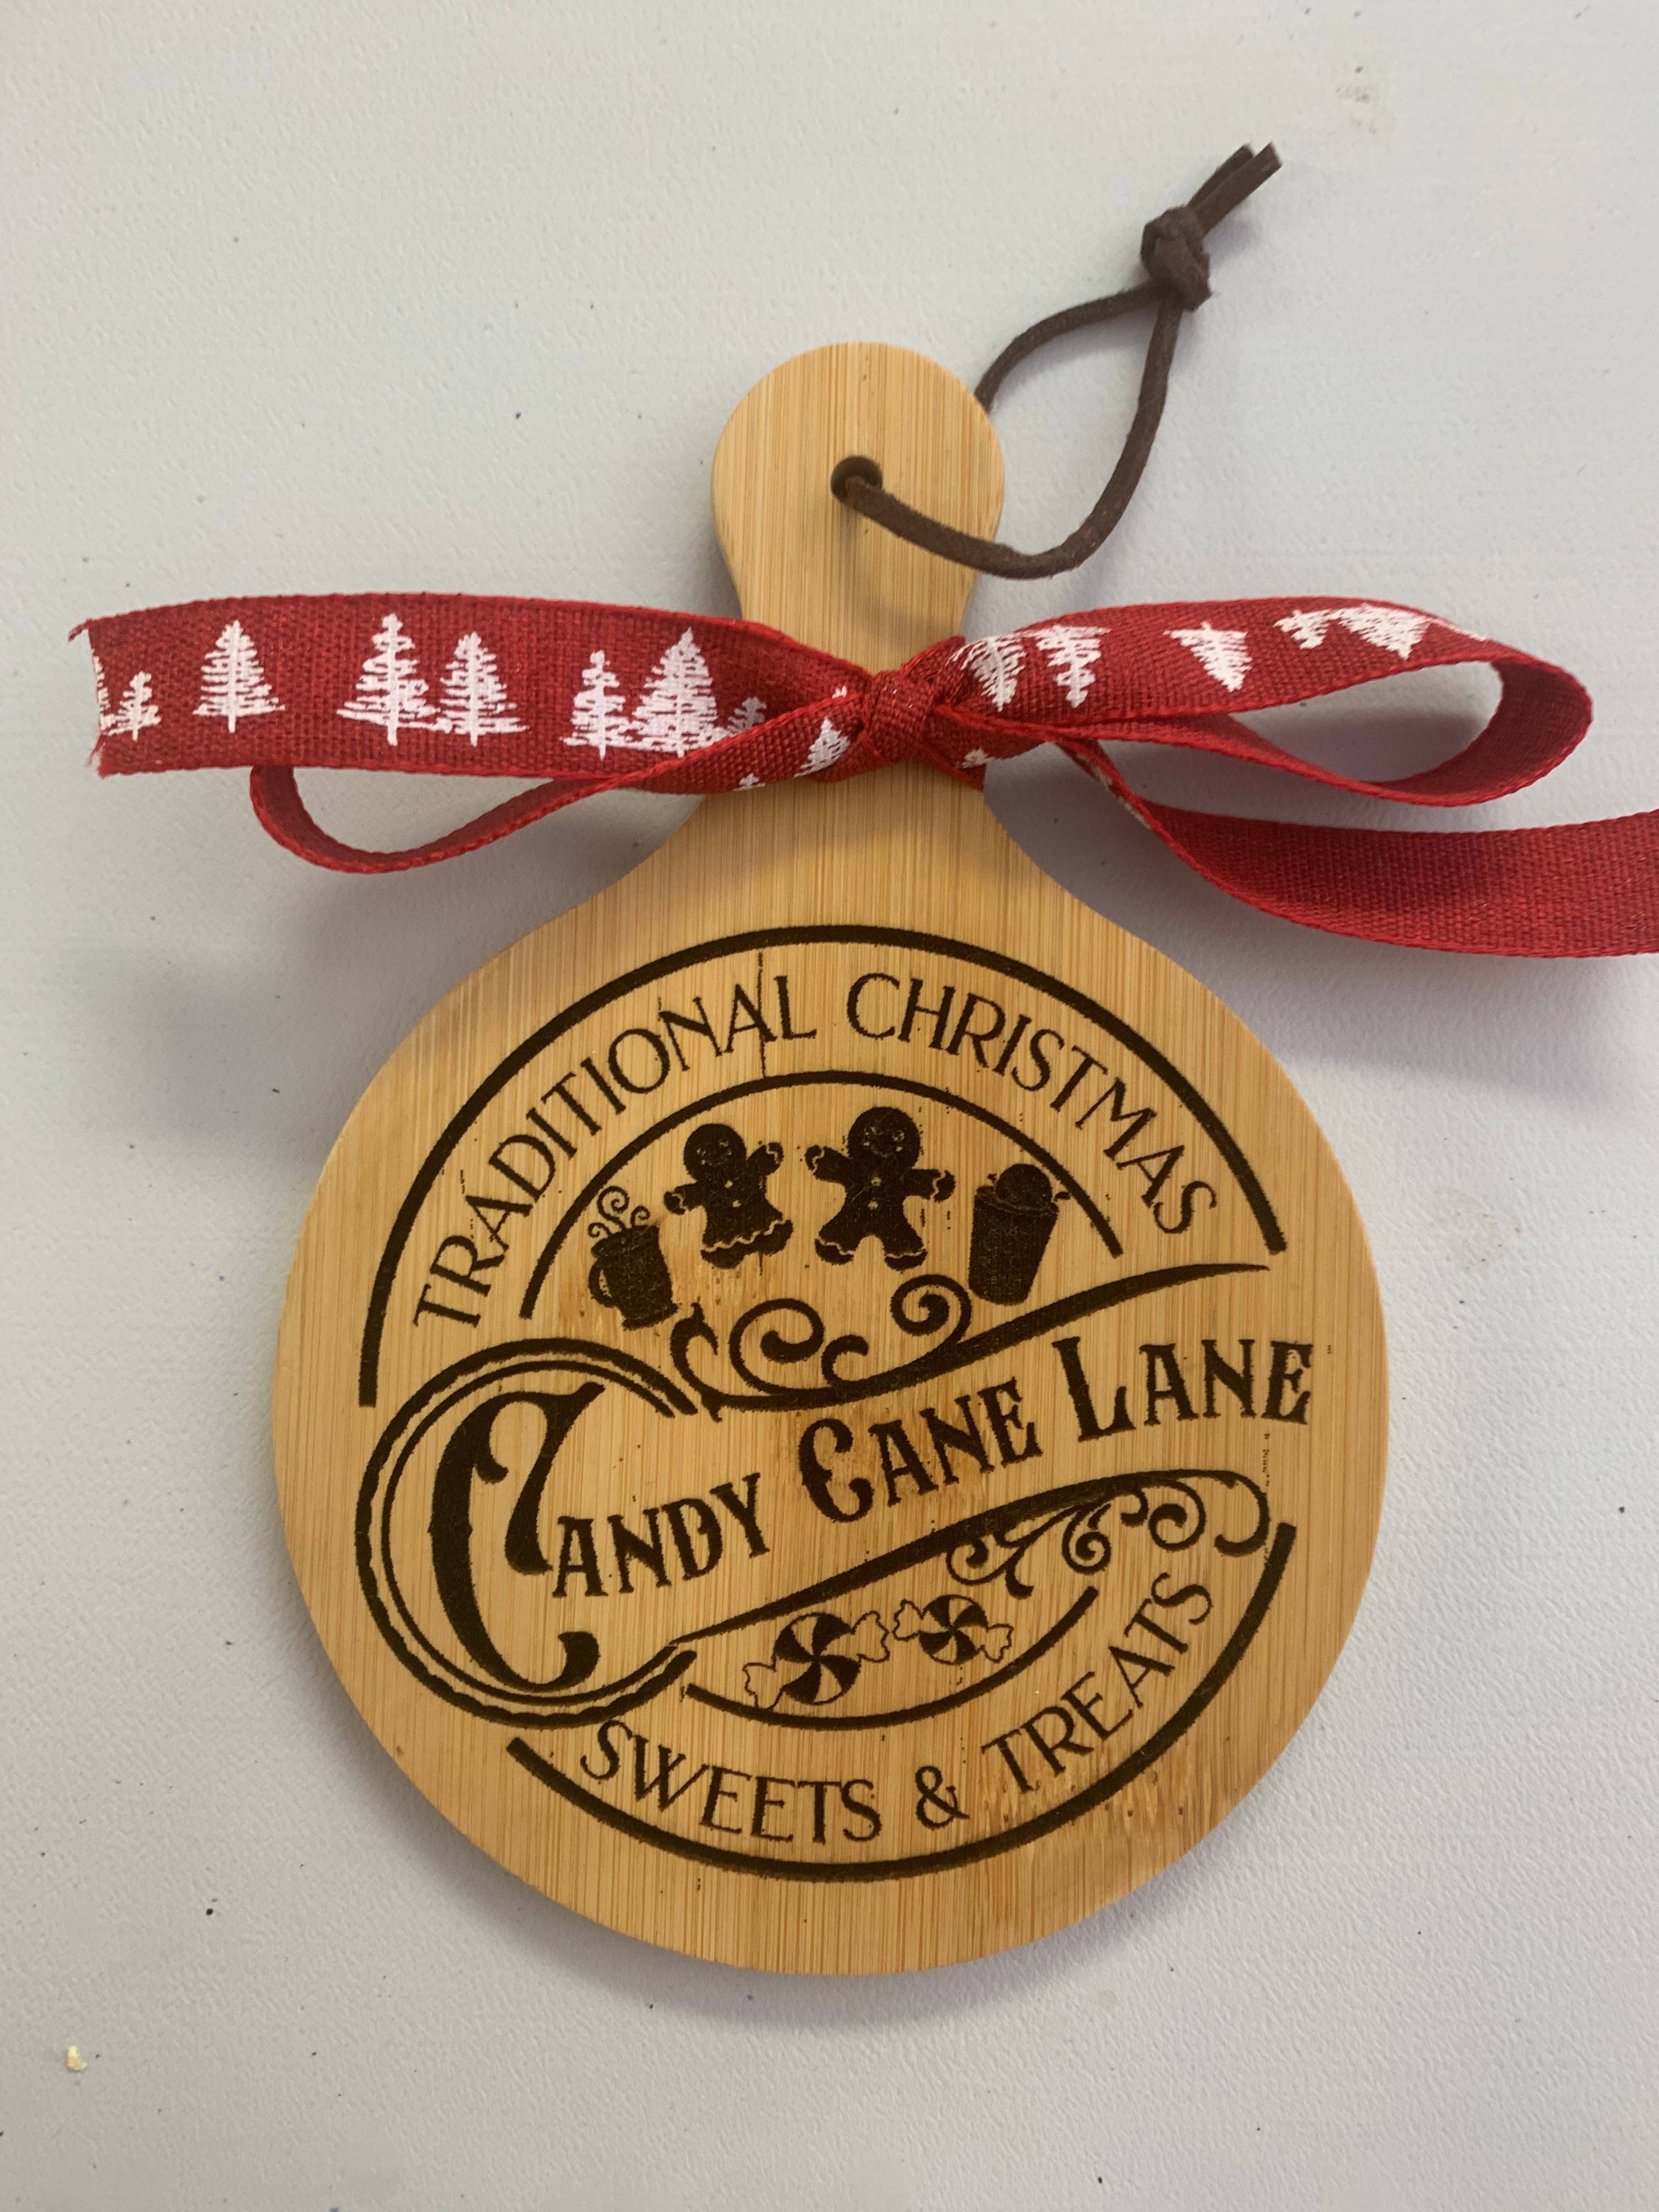 TRADITIONAL CHRISTMAS
CANDY CANE LANE
SWEETS & TREATS